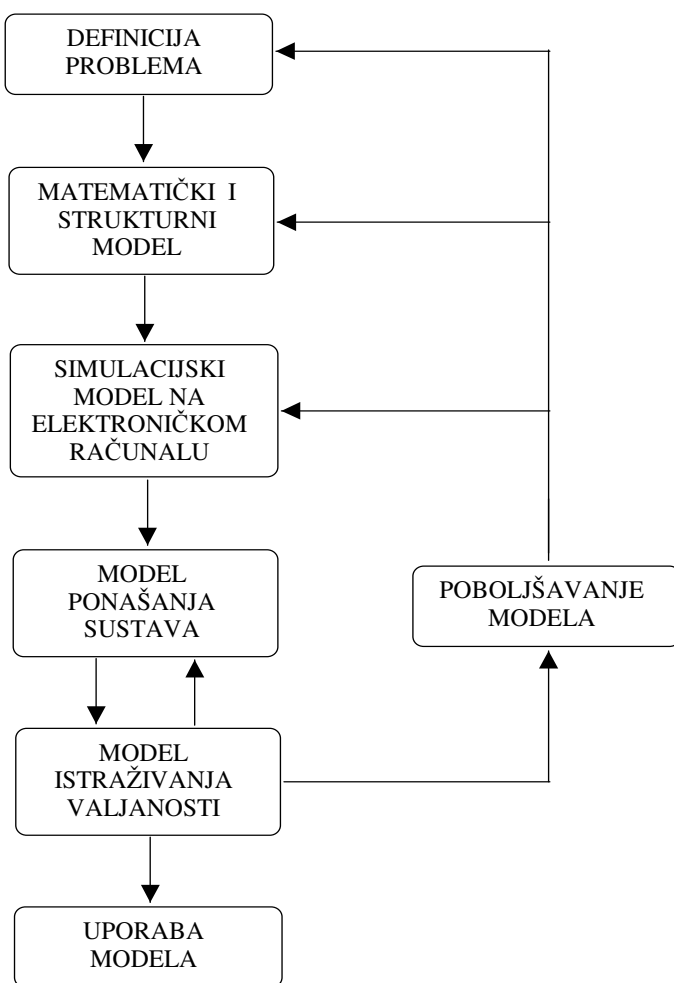 DEFINICIJA
PROBLEMA
MATEMATIČKI I
STRUKTURNI
MODEL
SIMULACIJSKI
MODEL NA
ELEKTRONIČKOM
RAČUNALU
MODEL
PONAŠANJA
SUSTAVA
POBOLJŠAVANJE
MODELA
MODEL
ISTRAŽIVANJA
VALJANOSTI
UPORABA
MODELA